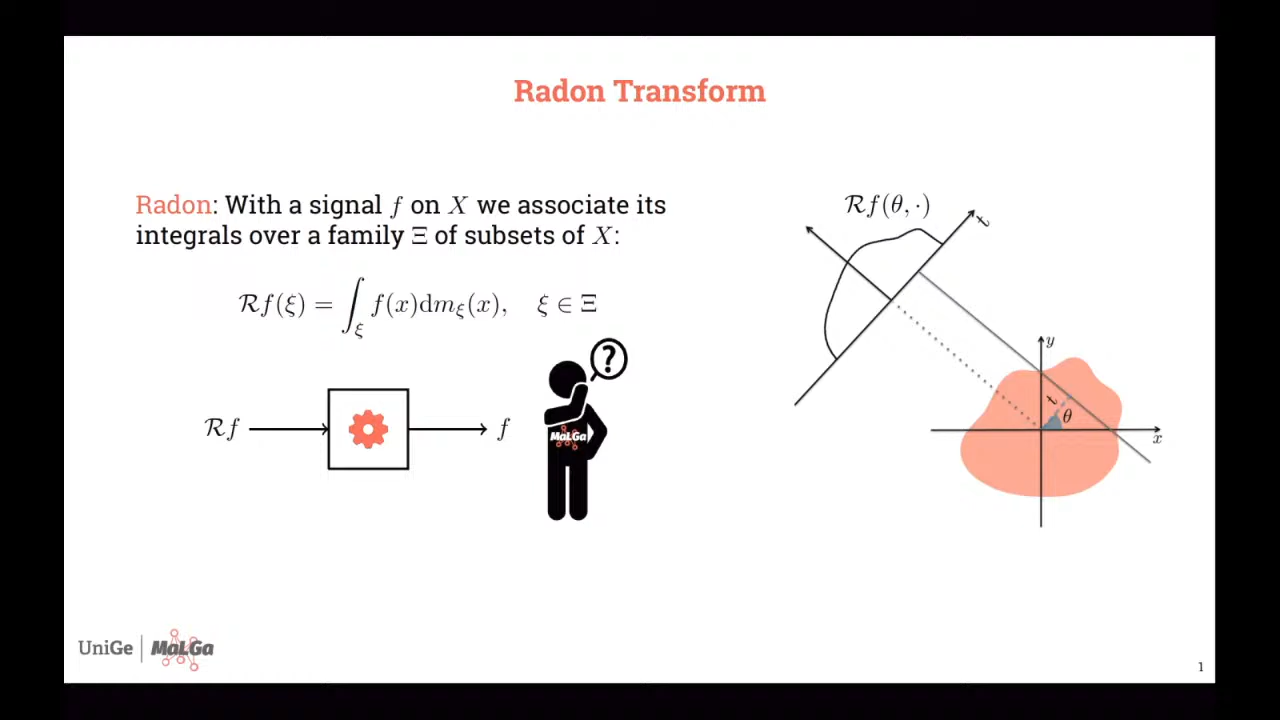 Radon Transform
Radon: With a signal f on X we associate its
integrals over a family Ξ of subsets of X:
ℛf(ξ) = ∫_ξ f(x)dm_ξ(x),   ξ ∈ Ξ
ℛf
f
?
MaLGa
ℛf(θ, ·)
t
y
t
θ
x
UniGe | MaLGa
1